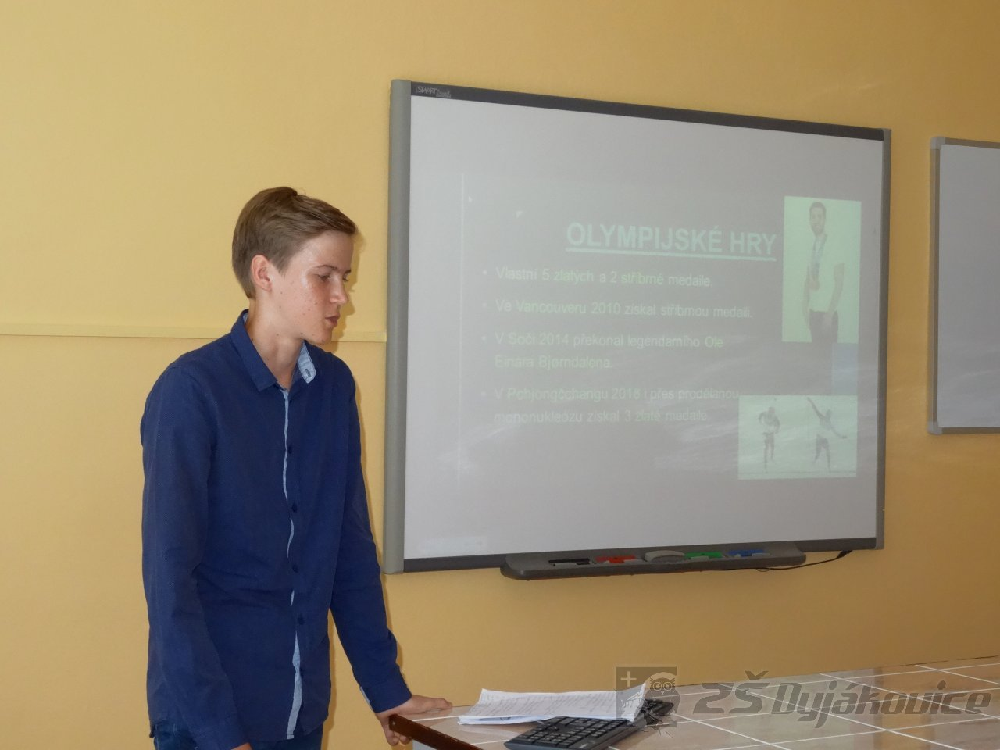 SMART Board
OLYMPIJSKÉ HRY
• Vlastní 5 zlatých a 2 stříbrné medaile.
• Ve Vancouveru 2010 získal stříbrnou medaili.
• V Soči 2014 překonal legendárního Ole
Einara Bjørndalena.
• V Pchjongčchangu 2018 i přes prodělanou
mononukleózu získal 3 zlaté medaile.
ZŠ Dyjákovice